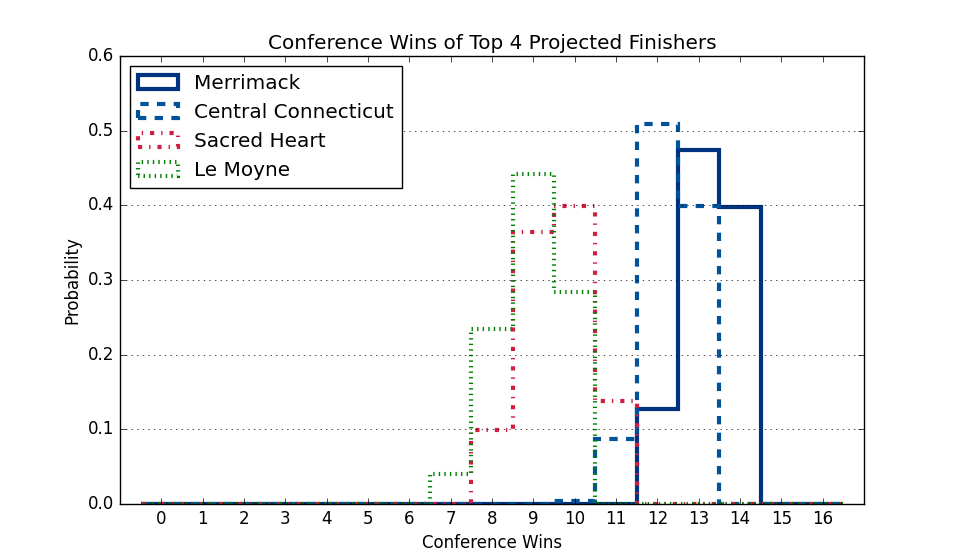 Conference Wins of Top 4 Projected Finishers
0.6
0.5
0.4
0.3
0.2
0.1
0.0
Probability
Merrimack
Central Connecticut
Sacred Heart
Le Moyne
0 1 2 3 4 5 6 7 8 9 10 11 12 13 14 15 16
Conference Wins